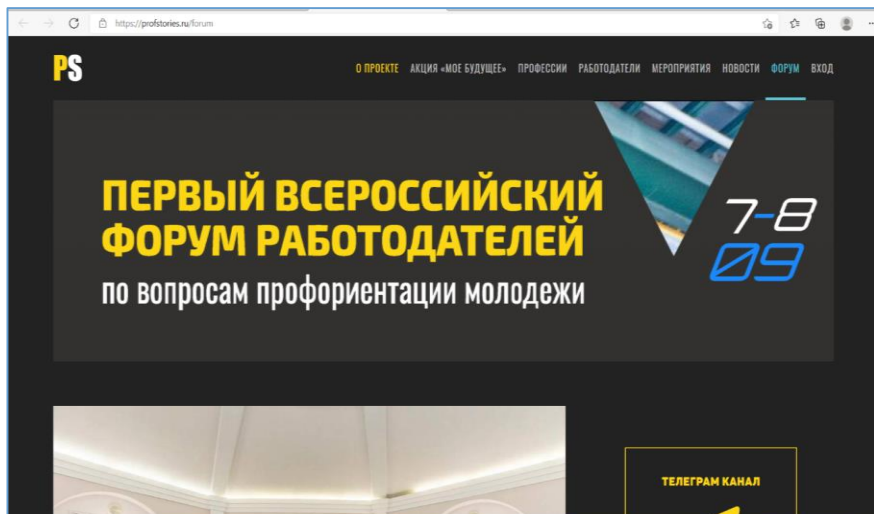 https://profstories.ru/forum
PS
О ПРОЕКТЕ АКЦИЯ «МОЕ БУДУЩЕЕ» ПРОФЕССИИ РАБОТОДАТЕЛИ МЕРОПРИЯТИЯ НОВОСТИ ФОРУМ ВХОД
ПЕРВЫЙ ВСЕРОССИЙСКИЙ
ФОРУМ РАБОТОДАТЕЛЕЙ
по вопросам профориентации молодежи
7-8
09
ТЕЛЕГРАМ КАНАЛ